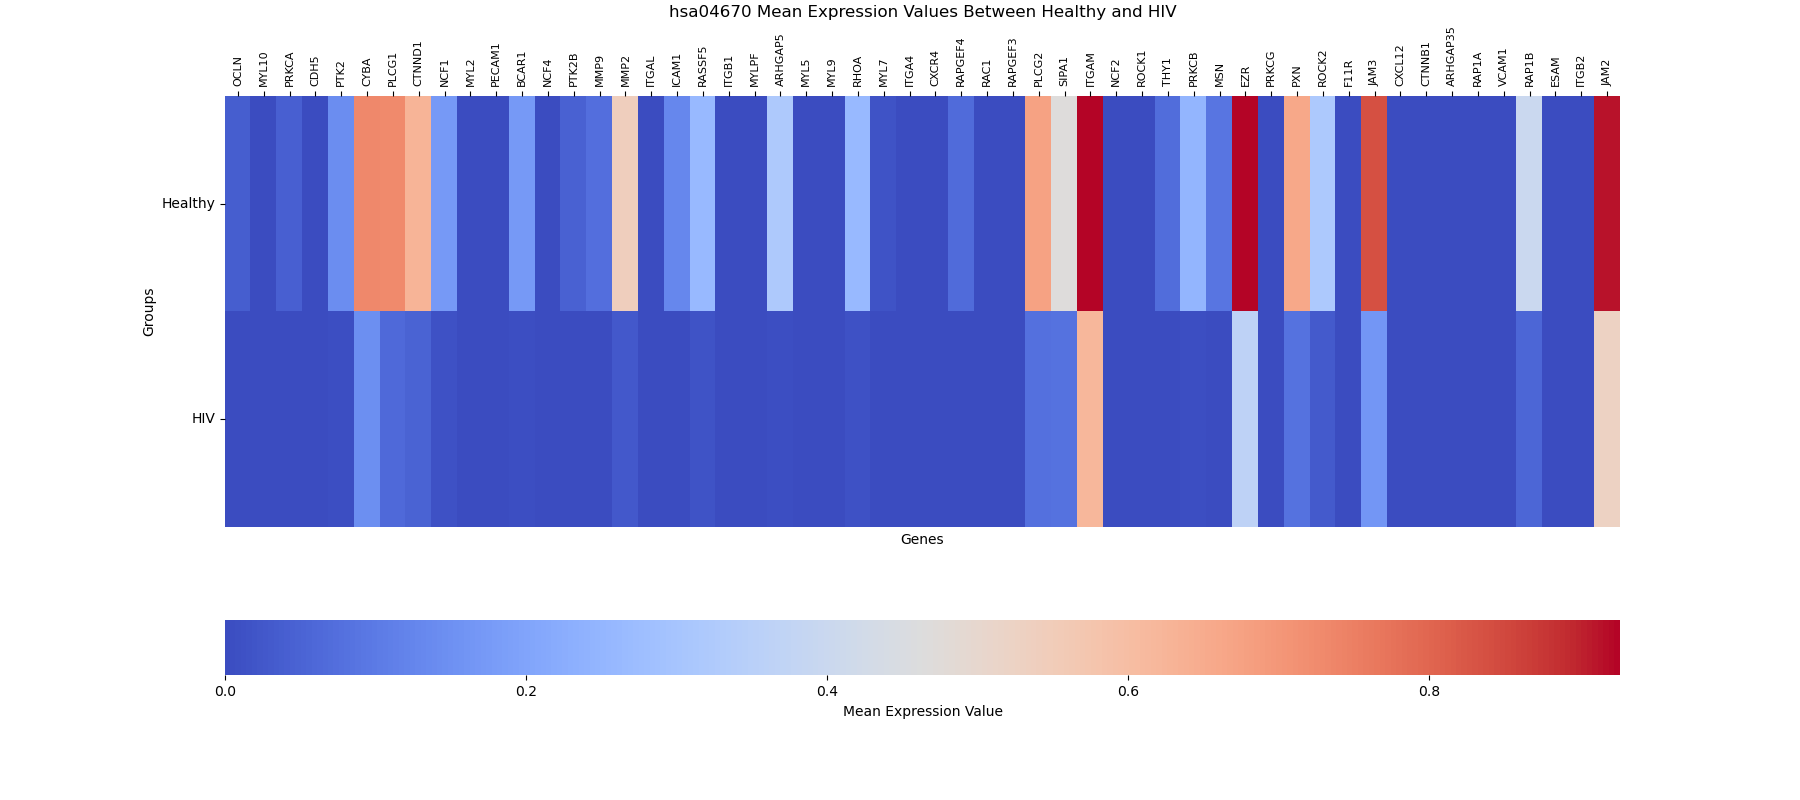 hsa04670 Mean Expression Values Between Healthy and HIV
OCLN
MYL10
PRKCA
CDH5
PTK2
CYBA
PLCG1
CTNND1
NCF1
MYL2
PECAM1
BCAR1
NCF4
PTK2B
MMP9
MMP2
ITGAL
ICAM1
RASSF5
ITGB1
MYLPF
ARHGAP5
MYL5
MYL9
RHOA
MYL7
ITGA4
CXCR4
RAPGEF4
RAC1
RAPGEF3
PLCG2
SIPA1
ITGAM
NCF2
ROCK1
THY1
PRKCB
MSN
EZR
PRKCG
PXN
ROCK2
F11R
JAM3
CXCL12
CTNNB1
ARHGAP35
RAP1A
VCAM1
RAP1B
ESAM
ITGB2
JAM2
Groups
Healthy
HIV
Genes
0.0
0.2
0.4
0.6
0.8
Mean Expression Value